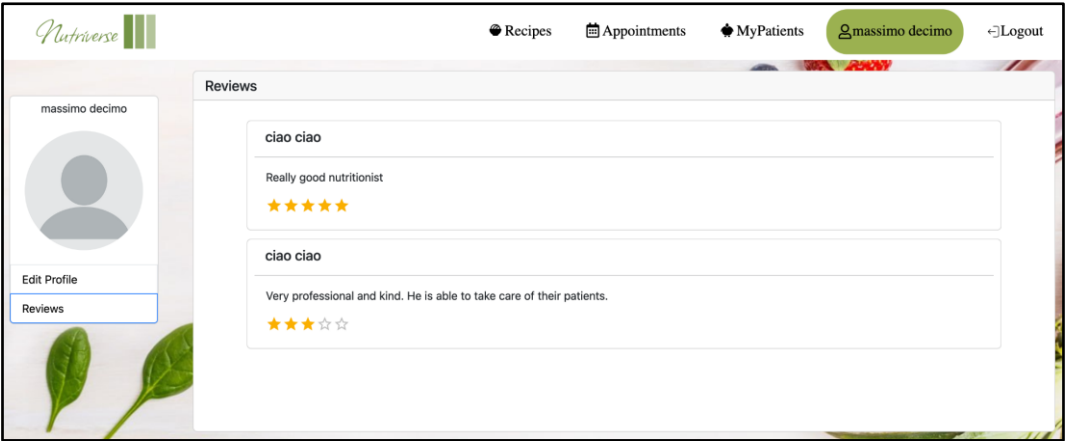 Nutriverse
Recipes
Appointments
MyPatients
massimo decimo
Logout
massimo decimo
Edit Profile
Reviews
Reviews
ciao ciao
Really good nutritionist
ciao ciao
Very professional and kind. He is able to take care of their patients.